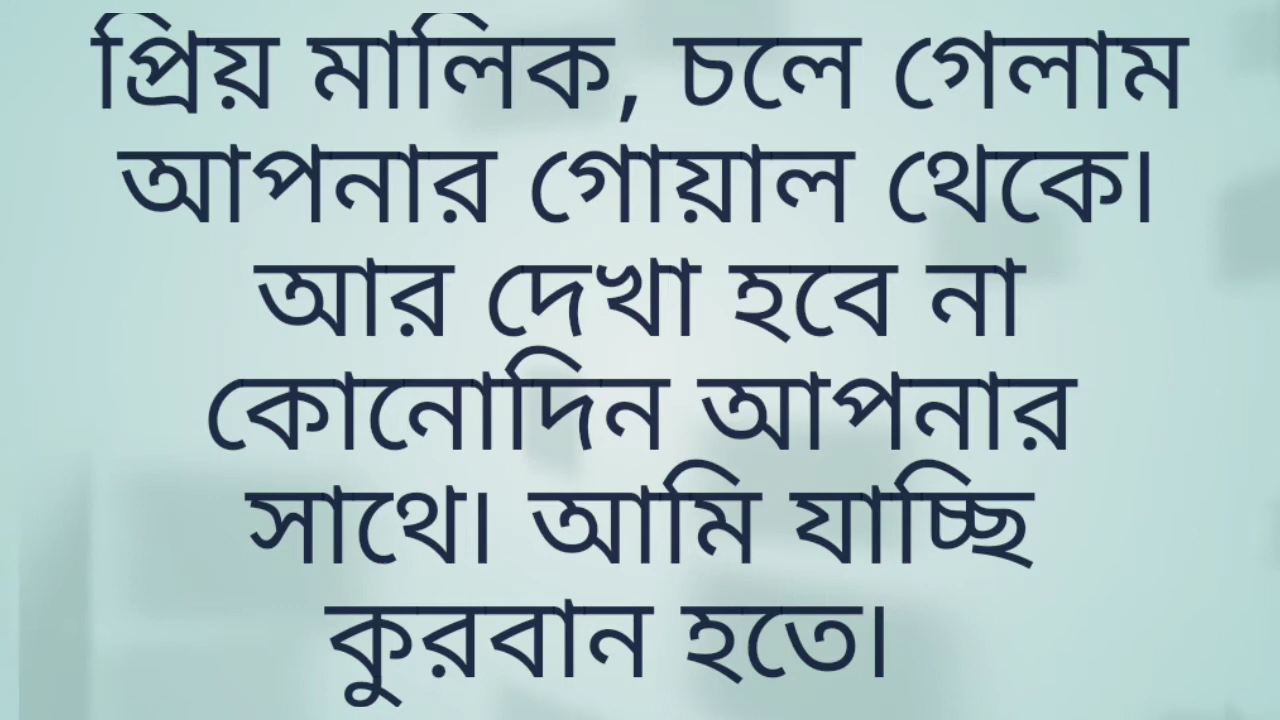 প্রিয় মালিক, চলে গেলাম
আপনার গোয়াল থেকে।
আর দেখা হবে না
কোনোদিন আপনার
সাথে। আমি যাচ্ছি
কুরবান হতে।